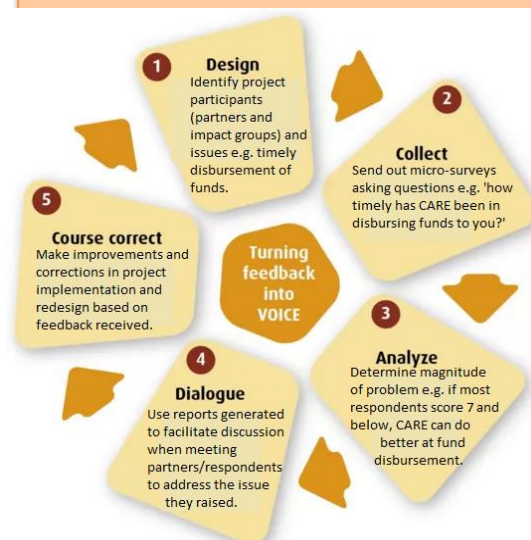 1
Design
Identify project
participants
(partners and
impact groups) and
issues e.g. timely
disbursement of
funds.
2
Collect
Send out micro-surveys
asking questions e.g. 'how
timely has CARE been in
disbursing funds to you?'
3
Analyze
Determine magnitude
of problem e.g. if most
respondents score 7 and
below, CARE can do
better at fund
disbursement.
4
Dialogue
Use reports generated
to facilitate discussion
when meeting
partners/respondents
to address the issue
they raised.
5
Course correct
Make improvements and
corrections in project
implementation and
redesign based on
feedback received.
Turning
feedback
into
VOICE